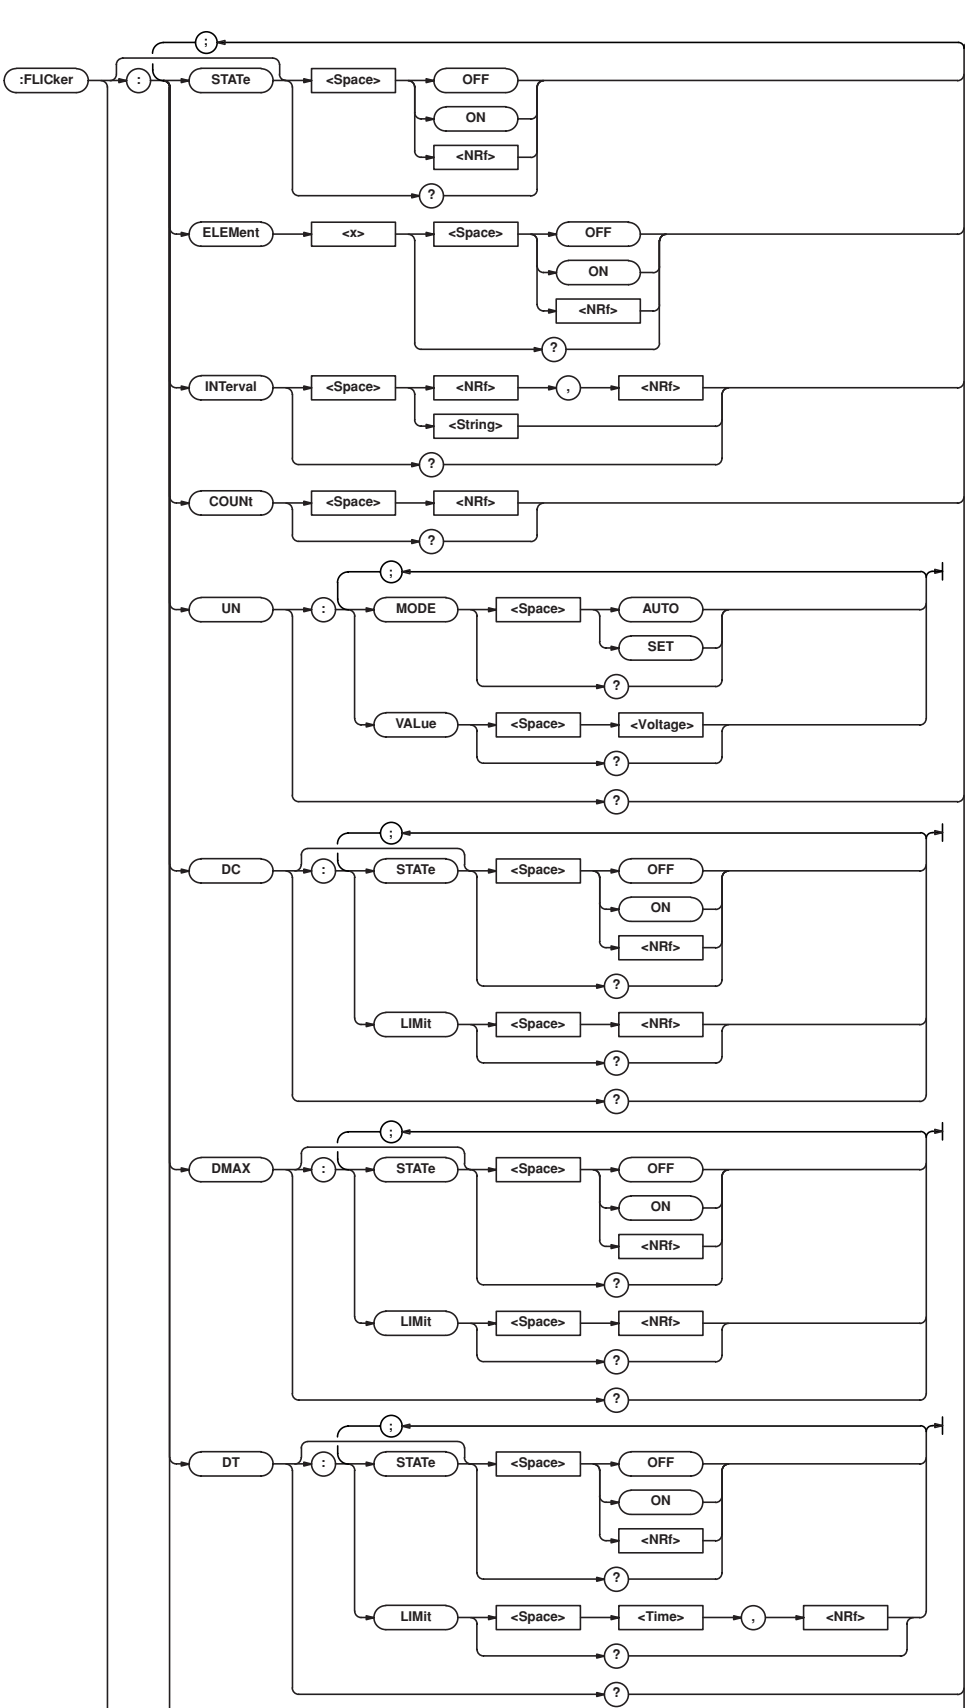 ;
:FLICker : STATe <Space> OFF
ON
<NRf>
?
ELEMent <x> <Space> OFF
ON
<NRf>
?
INTerval <Space> <NRf> , <NRf>
<String>
?
COUNt <Space> <NRf>
?
;
UN : MODE <Space> AUTO
SET
?
VALue <Space> <Voltage>
?
?
;
DC : STATe <Space> OFF
ON
<NRf>
?
LIMit <Space> <NRf>
?
?
;
DMAX : STATe <Space> OFF
ON
<NRf>
?
LIMit <Space> <NRf>
?
?
;
DT : STATe <Space> OFF
ON
<NRf>
?
LIMit <Space> <Time> , <NRf>
?
?